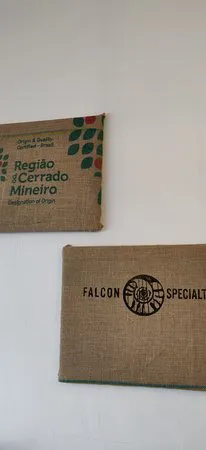 Origin & Quality
Certified - Brazil
Região
do Cerrado
Mineiro
Designation of Origin
FALCON
SPECIALT